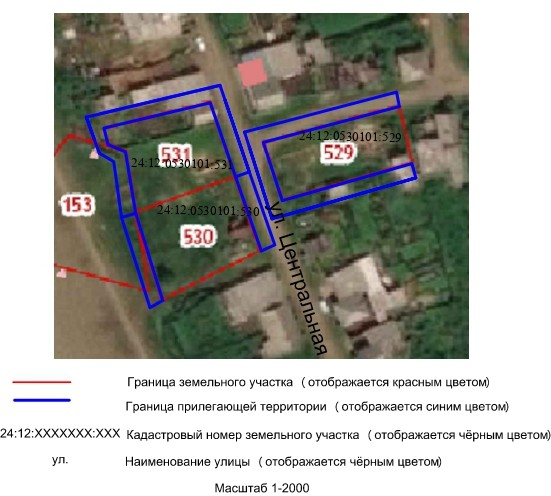 24:12:0530101:529
529
531
24:12:0530101:531
153
24:12:0530101:530
530
ул. Центральная
Граница земельного участка ( отображается красным цветом)
Граница прилегающей территории ( отображается синим цветом)
24:12:XXXXXXX:XXX Кадастровый номер земельного участка ( отображается чёрным цветом)
ул. Наименование улицы ( отображается чёрным цветом)
Масштаб 1-2000